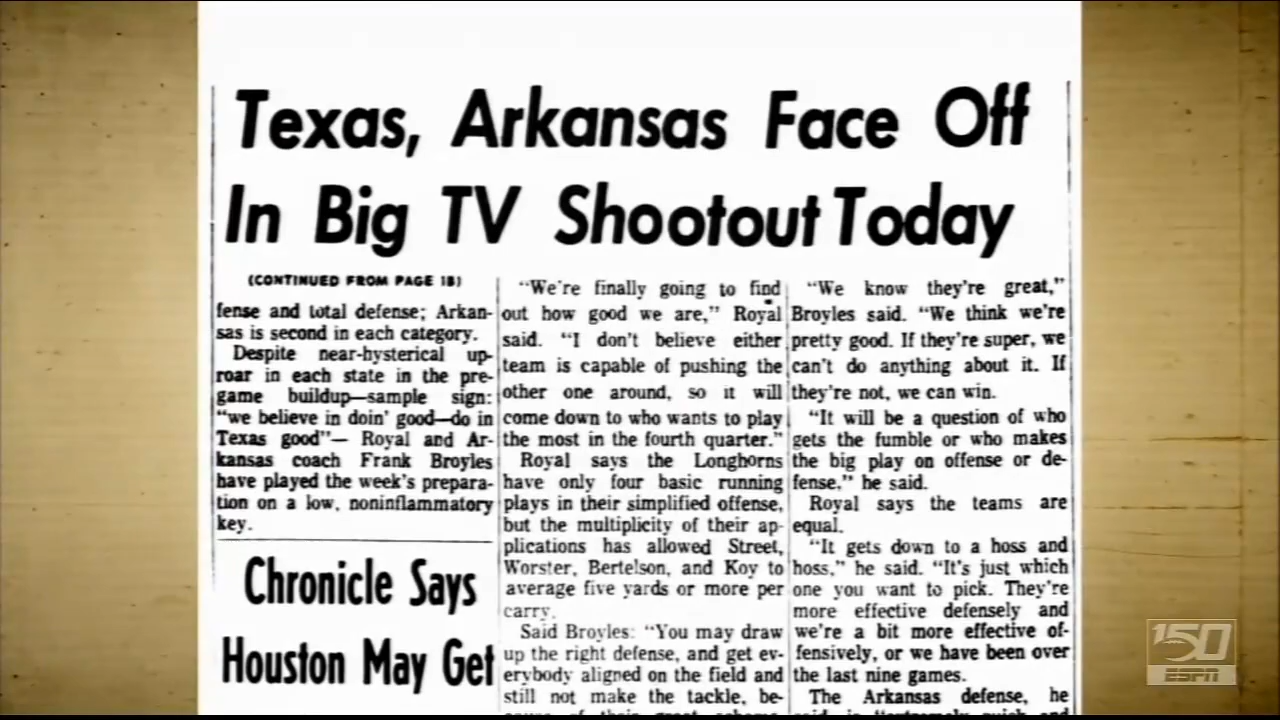 Texas, Arkansas Face Off
In Big TV Shootout Today
(CONTINUED FROM PAGE 1B)
fense and total defense; Arkan-
sas is second in each category.
Despite near-hysterical up-
roar in each state in the pre-
game buildup—sample sign:
"we believe in doin' good—do in
Texas good"— Royal and Ar-
kansas coach Frank Broyles
have played the week's prepara-
tion on a low, noninflammatory
key.
Chronicle Says
Houston May Get
"We're finally going to find
out how good we are," Royal
said. "I don't believe either
team is capable of pushing the
other one around, so it will
come down to who wants to play
the most in the fourth quarter."
Royal says the Longhorns
have only four basic running
plays in their simplified offense,
but the multiplicity of their ap-
plications has allowed Street,
Worster, Bertelson, and Koy to
average five yards or more per
carry.
Said Broyles: "You may draw
up the right defense, and get ev-
erybody aligned on the field and
still not make the tackle, be-
"We know they're great,"
Broyles said. "We think we're
pretty good. If they're super, we
can't do anything about it. If
they're not, we can win.
"It will be a question of who
gets the fumble or who makes
the big play on offense or de-
fense," he said.
Royal says the teams are
equal.
"It gets down to a hoss and
hoss," he said. "It's just which
one you want to pick. They're
more effective defensely and
we're a bit more effective of-
fensively, or we have been over
the last nine games.
The Arkansas defense, he
150
ESPN